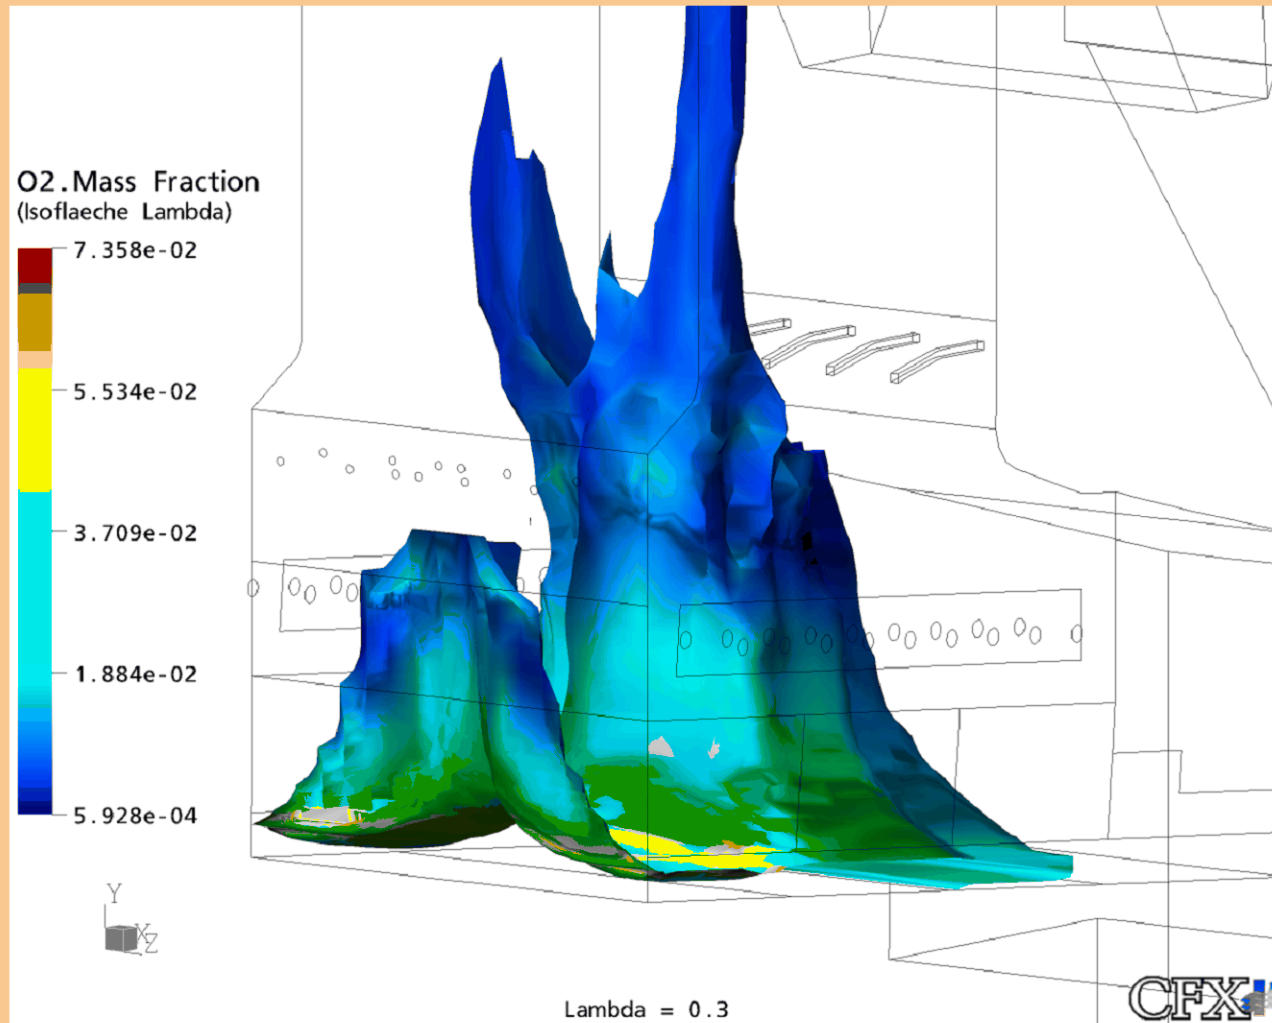 O2.Mass Fraction
(Isoflaeche Lambda)
7.358e-02
5.534e-02
3.709e-02
1.884e-02
5.928e-04
Y
X
Z
Lambda = 0.3
CFX